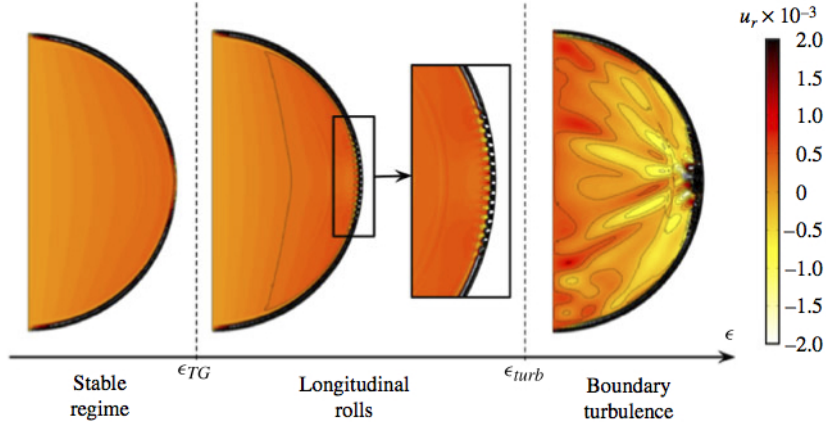 u_r × 10^–3
2.0
1.5
1.0
0.5
0
–0.5
–1.0
–1.5
–2.0
ϵ
ϵ_TG
ϵ_turb
Stable
regime
Longitudinal
rolls
Boundary
turbulence